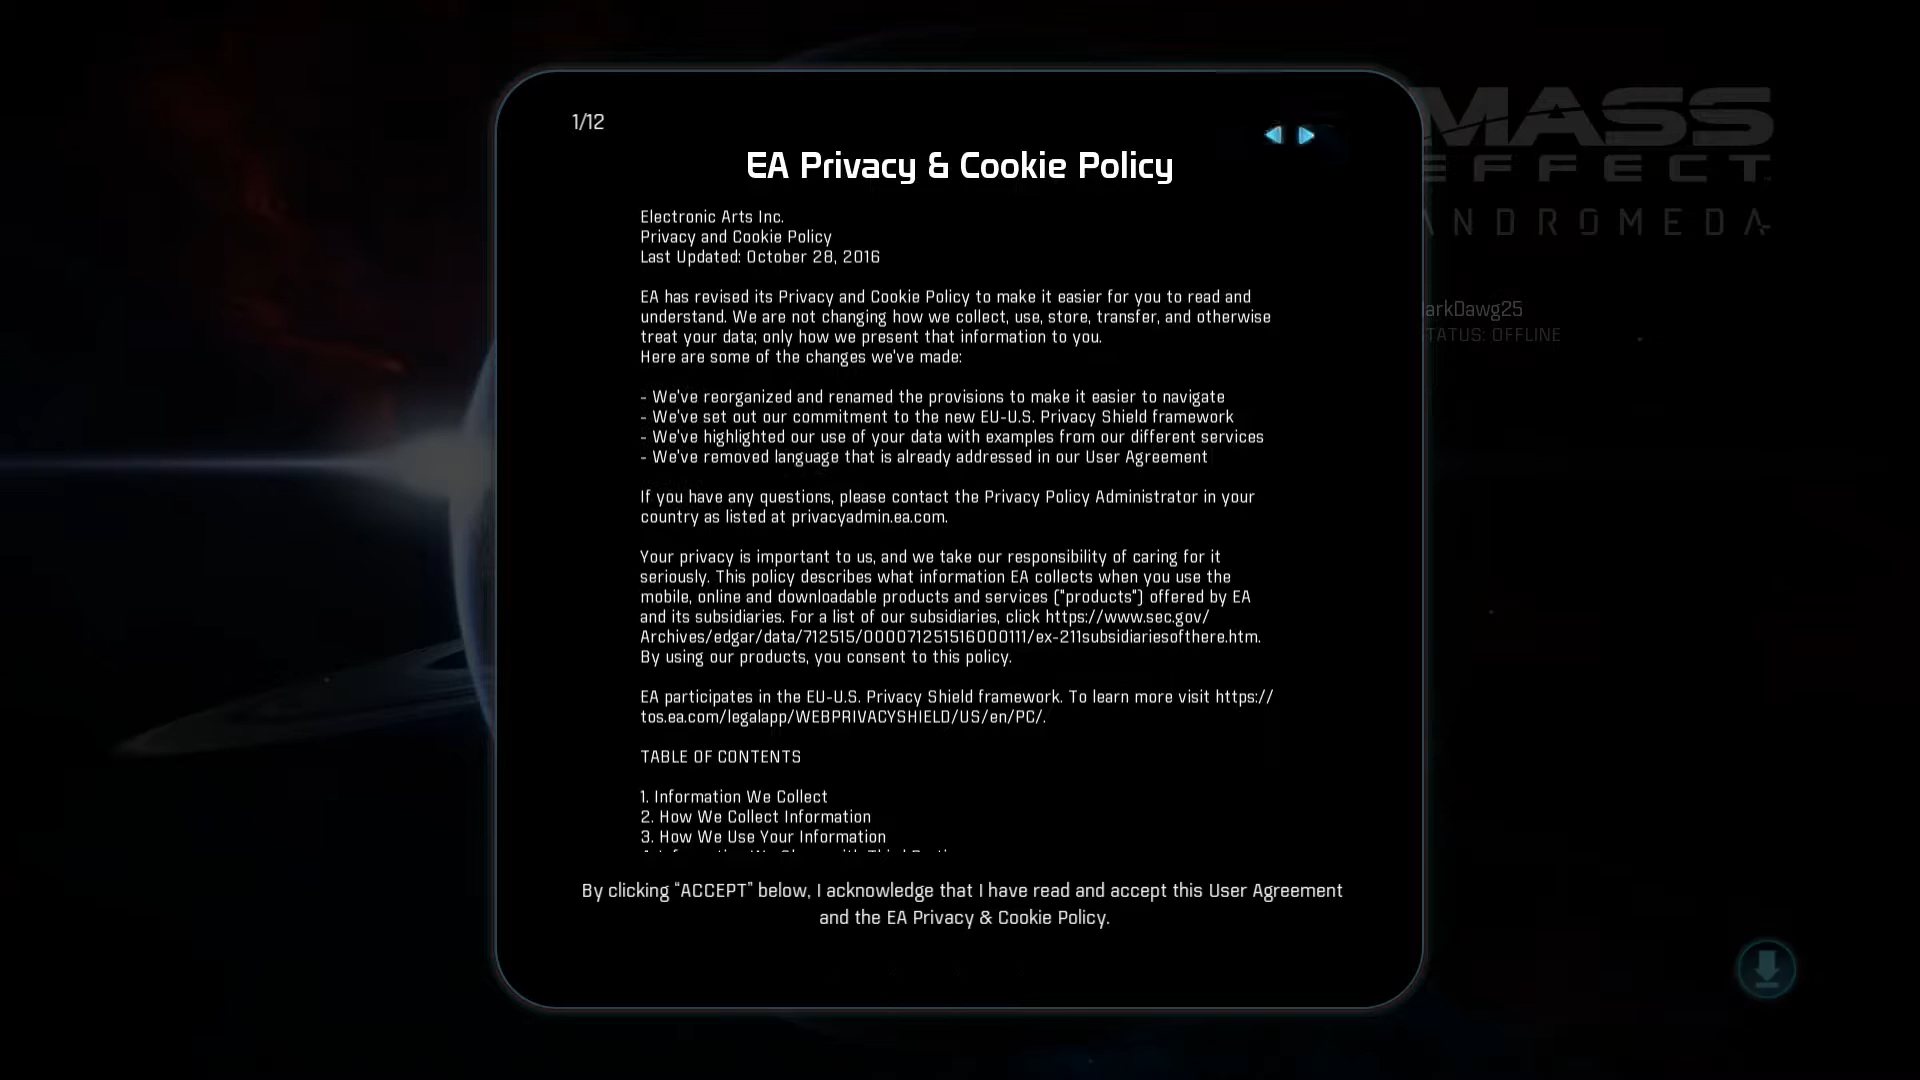 1/12
EA Privacy & Cookie Policy
Electronic Arts Inc.
Privacy and Cookie Policy
Last Updated: October 28, 2016
EA has revised its Privacy and Cookie Policy to make it easier for you to read and
understand. We are not changing how we collect, use, store, transfer, and otherwise
treat your data; only how we present that information to you.
Here are some of the changes we've made:
- We've reorganized and renamed the provisions to make it easier to navigate
- We've set out our commitment to the new EU-U.S. Privacy Shield framework
- We've highlighted our use of your data with examples from our different services
- We've removed language that is already addressed in our User Agreement
If you have any questions, please contact the Privacy Policy Administrator in your
country as listed at privacyadmin.ea.com.
Your privacy is important to us, and we take our responsibility of caring for it
seriously. This policy describes what information EA collects when you use the
mobile, online and downloadable products and services ("products") offered by EA
and its subsidiaries. For a list of our subsidiaries, click https://www.sec.gov/
Archives/edgar/data/712515/000071251516000111/ex-211subsidiariesofthere.htm.
By using our products, you consent to this policy.
EA participates in the EU-U.S. Privacy Shield framework. To learn more visit https://
tos.ea.com/legalapp/WEBPRIVACYSHIELD/US/en/PC/.
TABLE OF CONTENTS
1. Information We Collect
2. How We Collect Information
3. How We Use Your Information
By clicking “ACCEPT” below, I acknowledge that I have read and accept this User Agreement
and the EA Privacy & Cookie Policy.
MASS
EFFECT
ANDROMEDA
arkDawg25
TATUS: OFFLINE